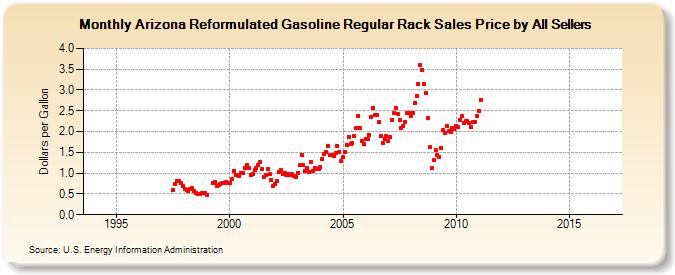 Monthly Arizona Reformulated Gasoline Regular Rack Sales Price by All Sellers
Dollars per Gallon
4.0
3.5
3.0
2.5
2.0
1.5
1.0
0.5
0.0
1995 2000 2005 2010 2015
Source: U.S. Energy Information Administration